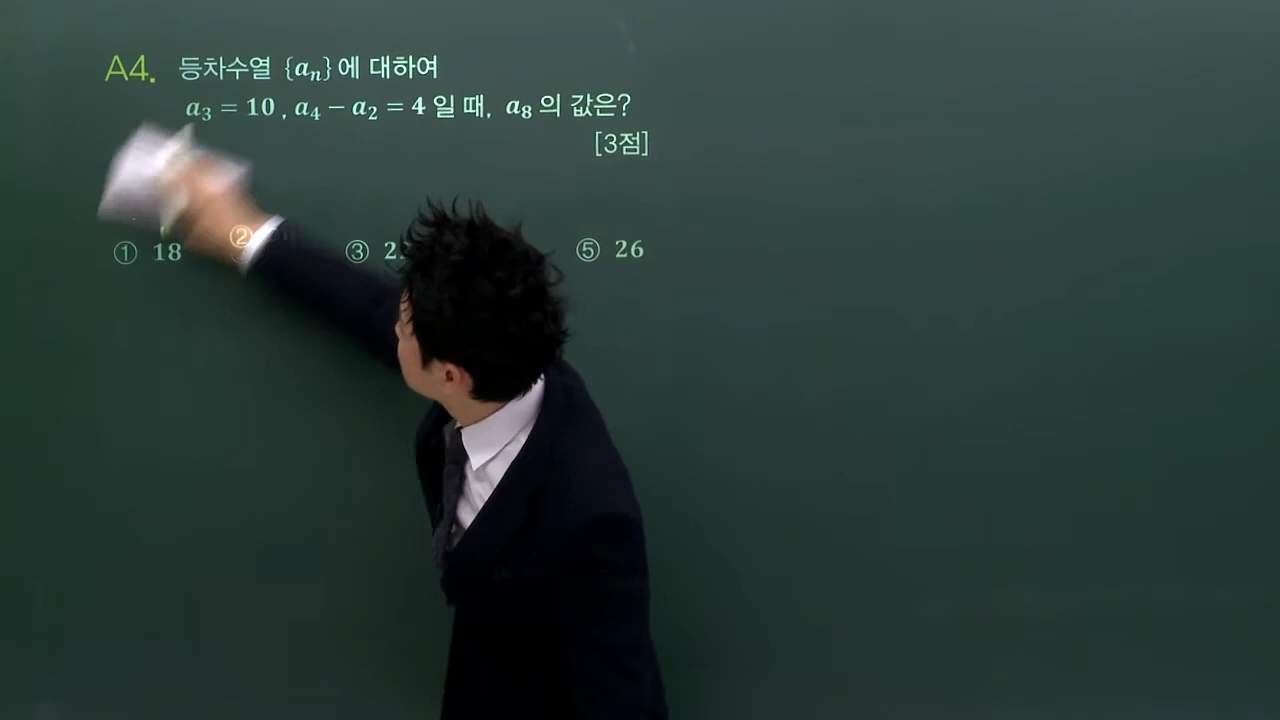 A4. 등차수열 {aₙ}에 대하여
a₃ = 10 , a₄ − a₂ = 4 일 때, a₈ 의 값은?
[3점]
① 18 ② ③ ⑤ 26